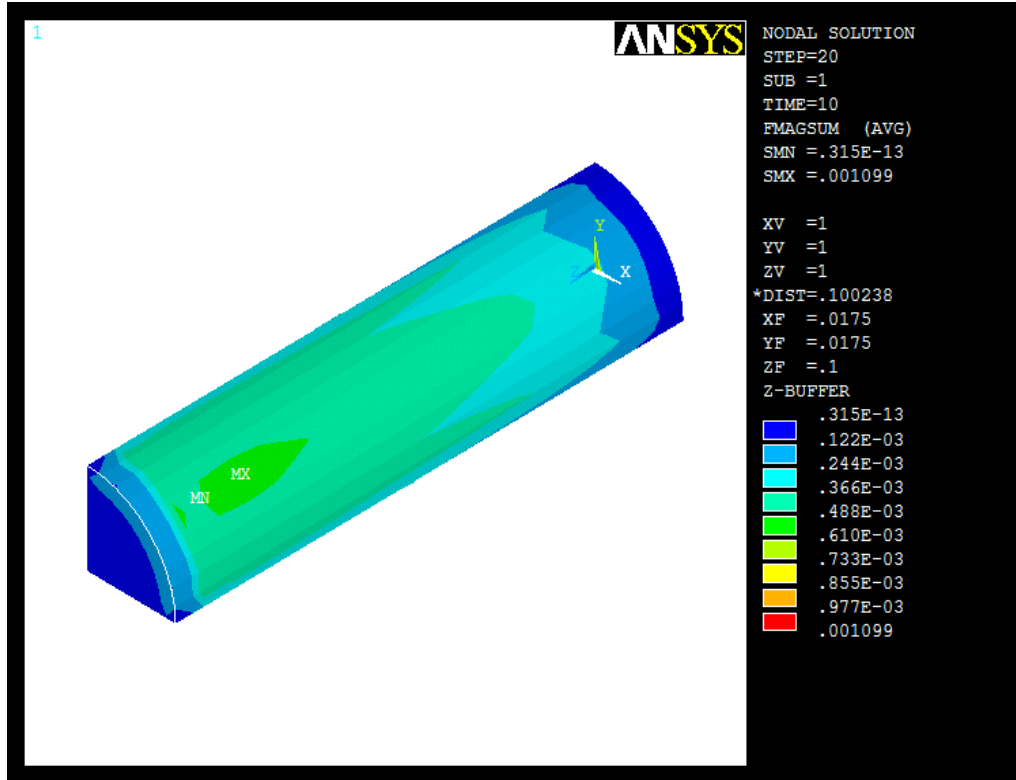 1
ANSYS
NODAL SOLUTION
STEP=20
SUB =1
TIME=10
FMAGSUM (AVG)
SMN =.315E-13
SMX =.001099
XV =1
YV =1
ZV =1
*DIST=.100238
XF =.0175
YF =.0175
ZF =.1
Z-BUFFER
.315E-13
.122E-03
.244E-03
.366E-03
.488E-03
.610E-03
.733E-03
.855E-03
.977E-03
.001099
Y
Z
X
MX
MN